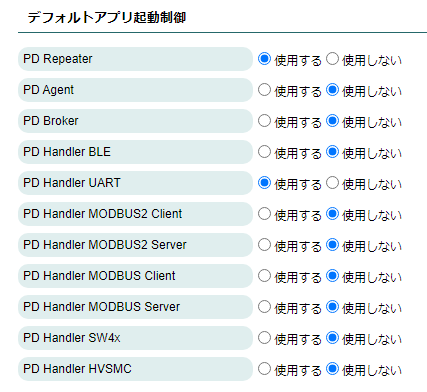 デフォルトアプリ起動制御
PD Repeater 使用する 使用しない
PD Agent 使用する 使用しない
PD Broker 使用する 使用しない
PD Handler BLE 使用する 使用しない
PD Handler UART 使用する 使用しない
PD Handler MODBUS2 Client 使用する 使用しない
PD Handler MODBUS2 Server 使用する 使用しない
PD Handler MODBUS Client 使用する 使用しない
PD Handler MODBUS Server 使用する 使用しない
PD Handler SW4x 使用する 使用しない
PD Handler HVSMC 使用する 使用しない